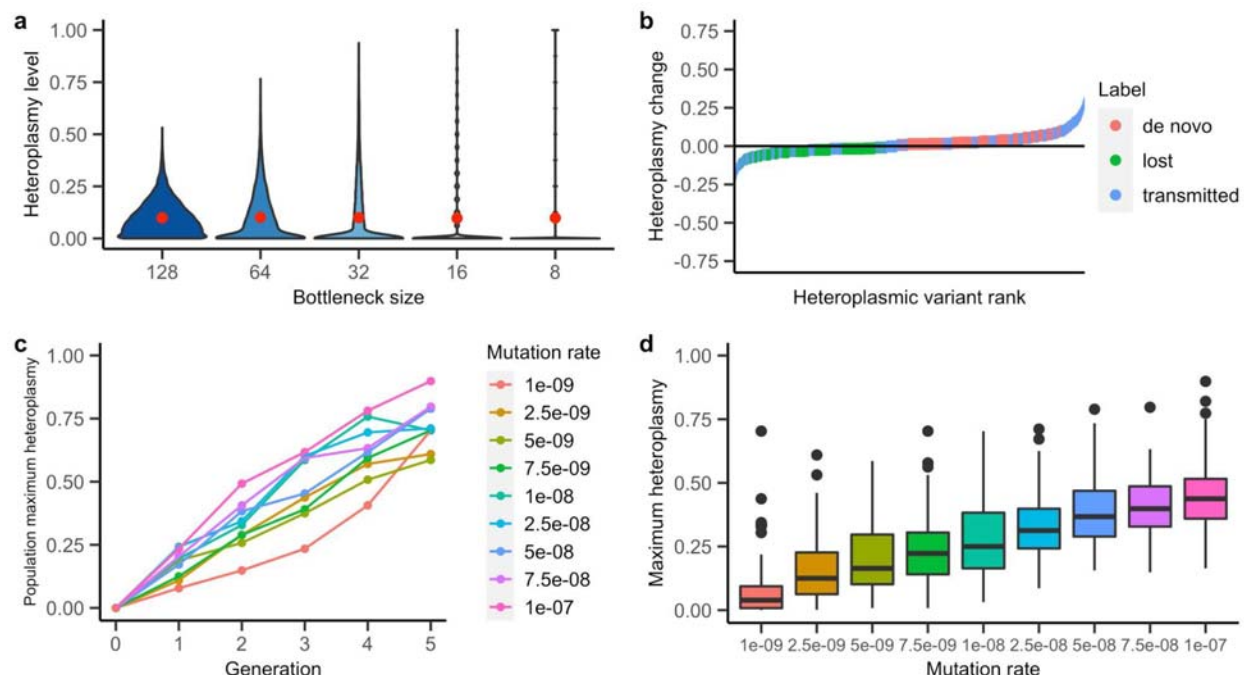 a
Heteroplasmy level
1.00
0.75
0.50
0.25
0.00
128 64 32 16 8
Bottleneck size
b
Heteroplasmy change
0.75
0.50
0.25
0.00
-0.25
-0.50
-0.75
Heteroplasmic variant rank
Label
de novo
lost
transmitted
c
Population maximum heteroplasmy
1.00
0.75
0.50
0.25
0.00
0 1 2 3 4 5
Generation
Mutation rate
1e-09
2.5e-09
5e-09
7.5e-09
1e-08
2.5e-08
5e-08
7.5e-08
1e-07
d
Maximum heteroplasmy
1.00
0.75
0.50
0.25
0.00
1e-09 2.5e-09 5e-09 7.5e-09 1e-08 2.5e-08 5e-08 7.5e-08 1e-07
Mutation rate